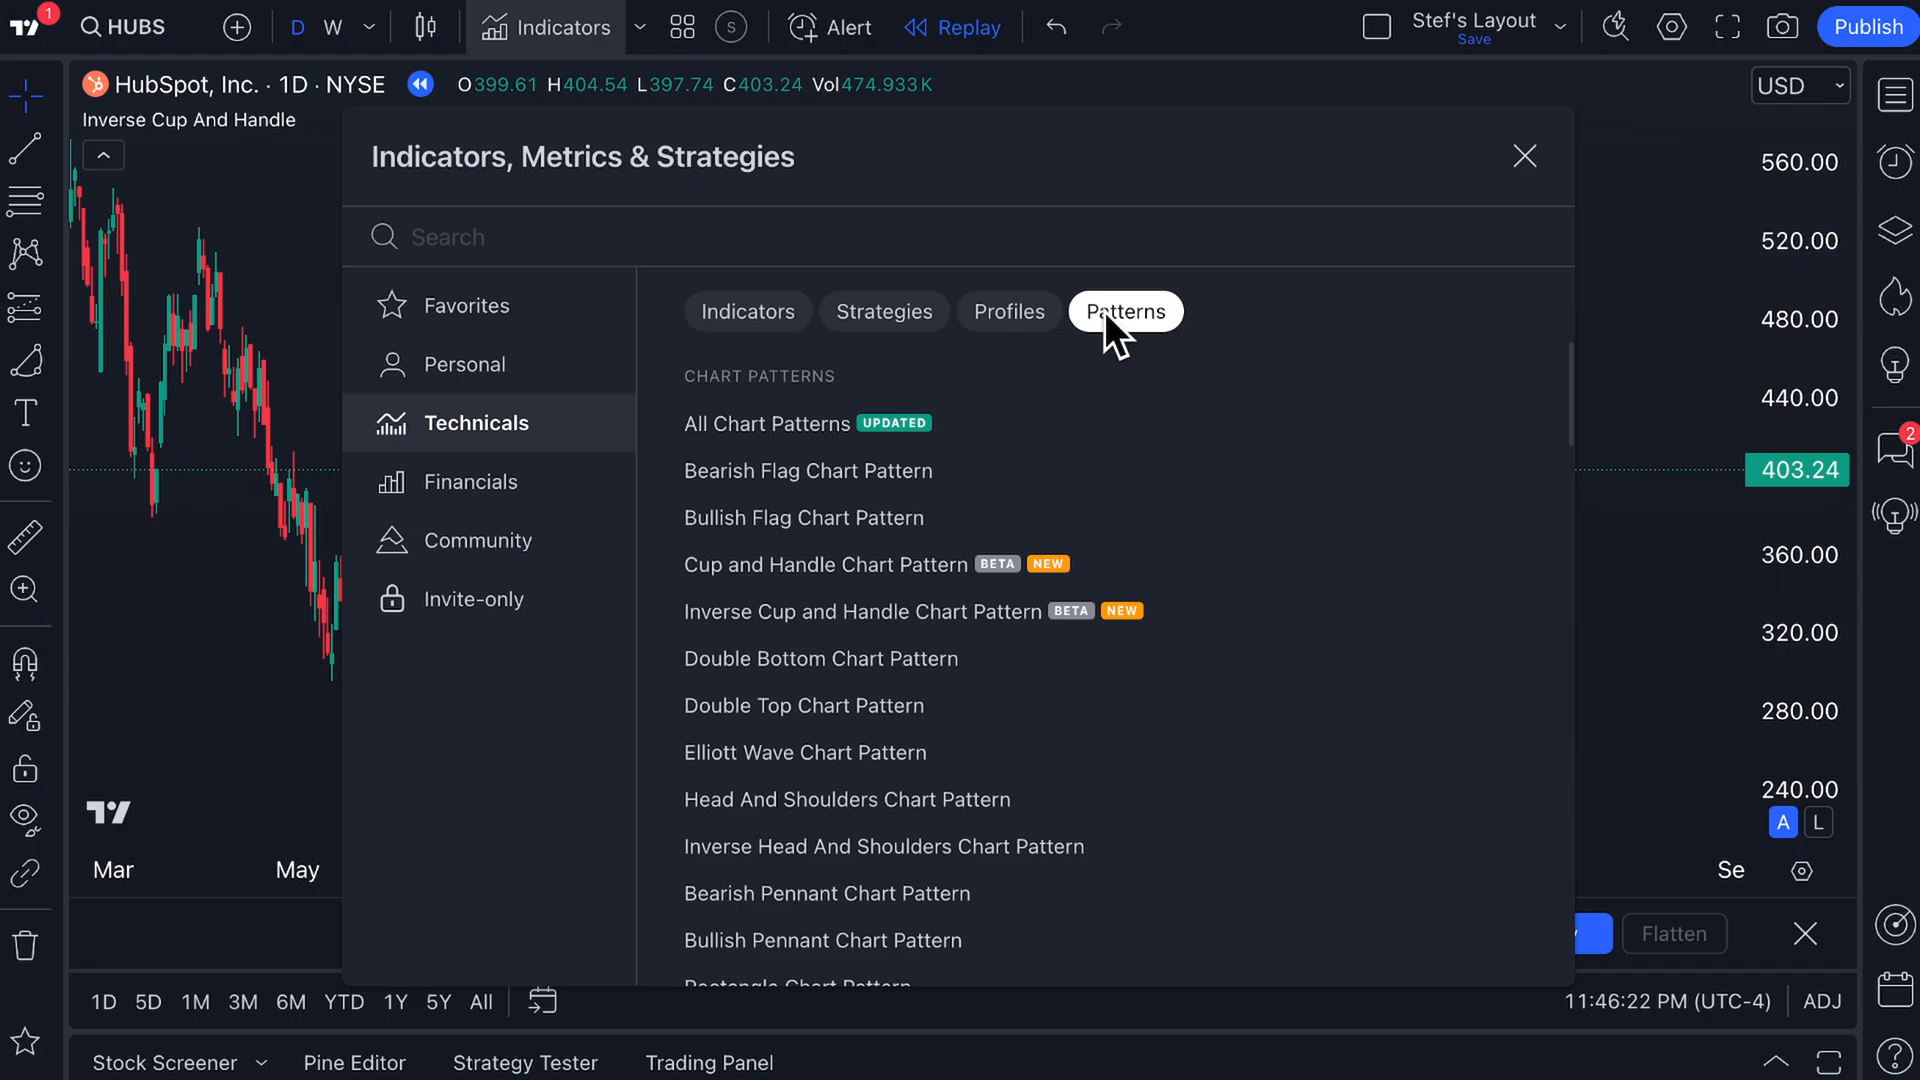 1
HUBS
D
W
Indicators
S
Alert
Replay
Stef's Layout
Save
Publish
HubSpot, Inc. · 1D · NYSE
O399.61 H404.54 L397.74 C403.24 Vol474.933K
USD
Inverse Cup And Handle
Indicators, Metrics & Strategies
Search
Favorites
Personal
Technicals
Financials
Community
Invite-only
Indicators
Strategies
Profiles
Patterns
CHART PATTERNS
All Chart Patterns UPDATED
Bearish Flag Chart Pattern
Bullish Flag Chart Pattern
Cup and Handle Chart Pattern BETA NEW
Inverse Cup and Handle Chart Pattern BETA NEW
Double Bottom Chart Pattern
Double Top Chart Pattern
Elliott Wave Chart Pattern
Head And Shoulders Chart Pattern
Inverse Head And Shoulders Chart Pattern
Bearish Pennant Chart Pattern
Bullish Pennant Chart Pattern
Rectangle Chart Pattern
560.00
520.00
480.00
440.00
403.24
360.00
320.00
280.00
240.00
A
L
2
Mar
May
Se
Flatten
1D
5D
1M
3M
6M
YTD
1Y
5Y
All
11:46:22 PM (UTC-4)
ADJ
Stock Screener
Pine Editor
Strategy Tester
Trading Panel